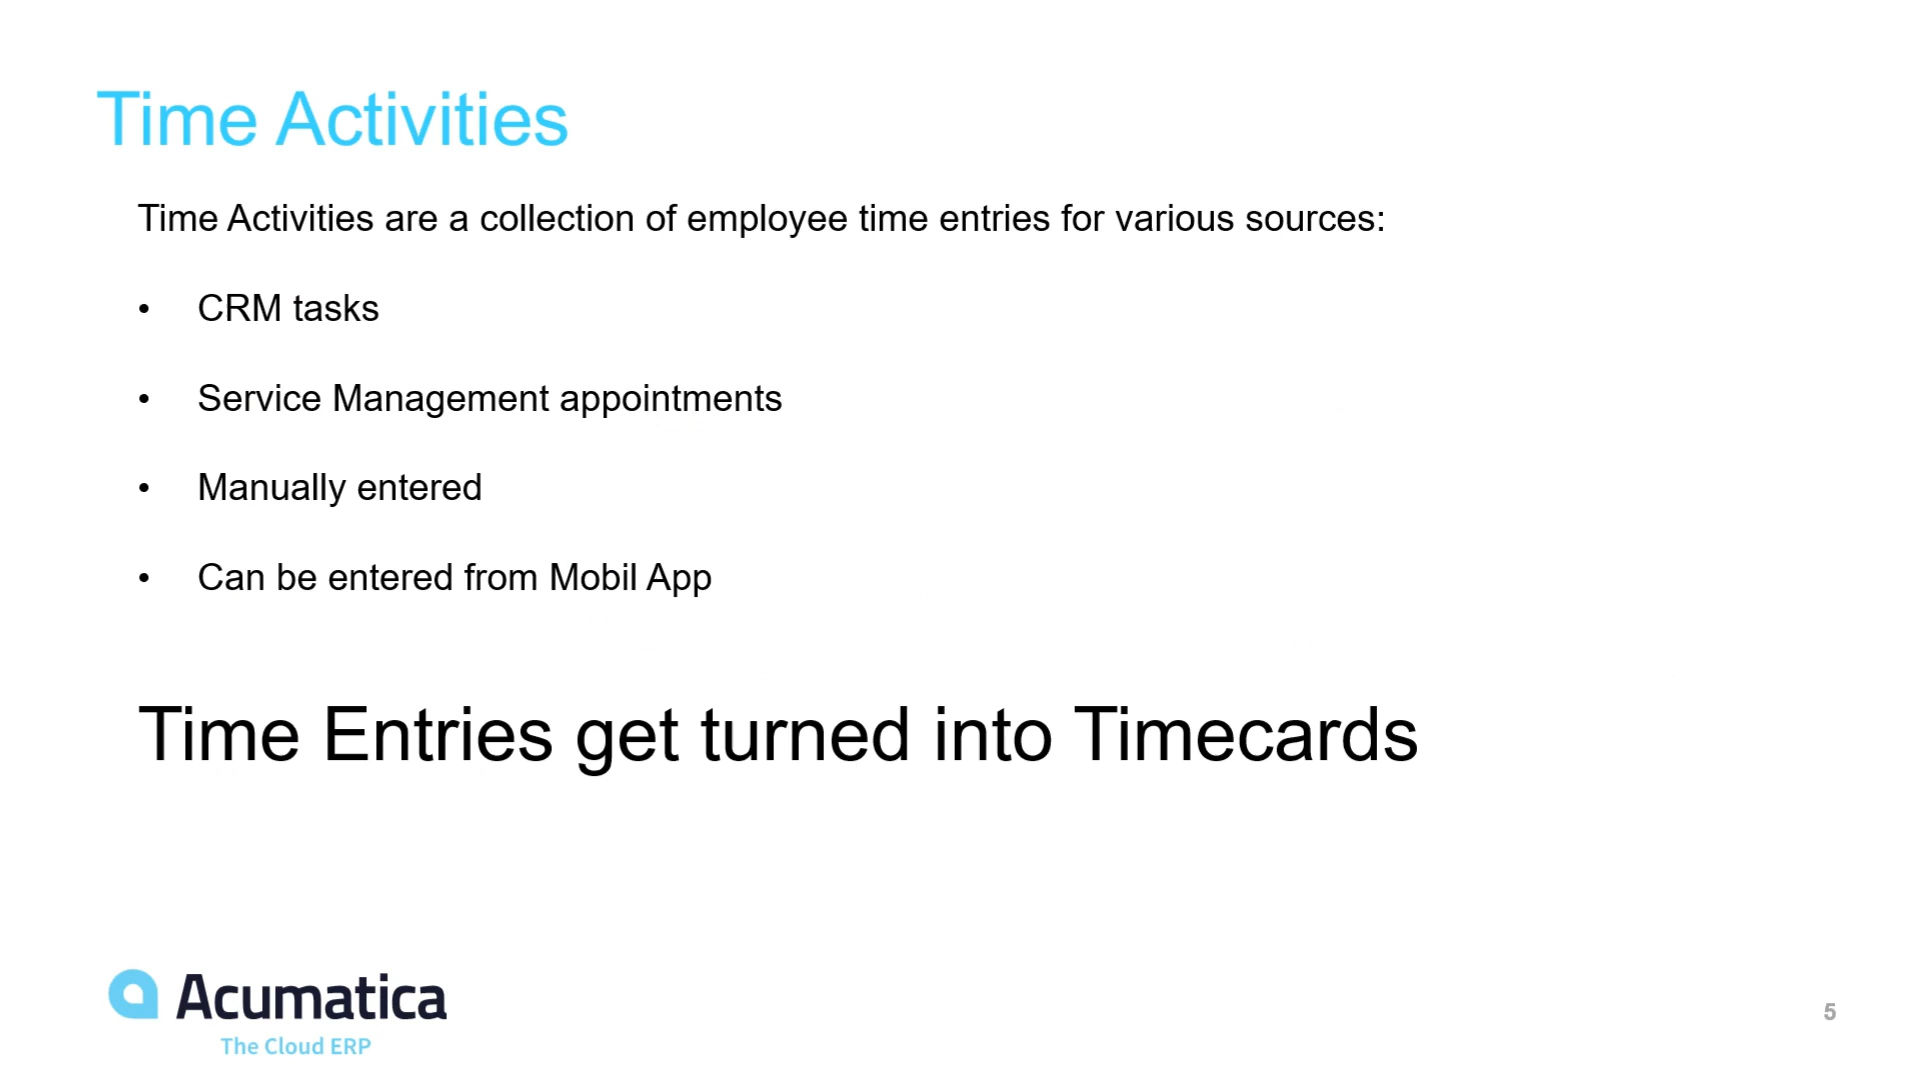 Time Activities
Time Activities are a collection of employee time entries for various sources:
• CRM tasks
• Service Management appointments
• Manually entered
• Can be entered from Mobil App
Time Entries get turned into Timecards
Acumatica
The Cloud ERP
5